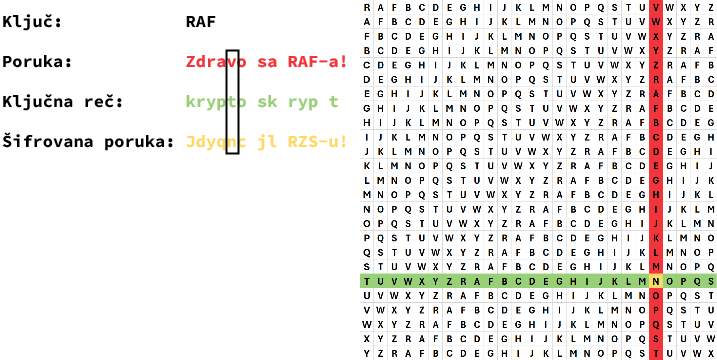 Ključ: RAF
Poruka: Zdravo sa RAF-a!
Ključna reč: krypto sk ryp t
Šifrovana poruka: Jdyqnc jl RZS-u!
R A F B C D E G H I J K L M N O P Q S T U V W X Y Z
A F B C D E G H I J K L M N O P Q S T U V W X Y Z R
F B C D E G H I J K L M N O P Q S T U V W X Y Z R A
B C D E G H I J K L M N O P Q S T U V W X Y Z R A F
C D E G H I J K L M N O P Q S T U V W X Y Z R A F B
D E G H I J K L M N O P Q S T U V W X Y Z R A F B C
E G H I J K L M N O P Q S T U V W X Y Z R A F B C D
G H I J K L M N O P Q S T U V W X Y Z R A F B C D E
H I J K L M N O P Q S T U V W X Y Z R A F B C D E G
I J K L M N O P Q S T U V W X Y Z R A F B C D E G H
J K L M N O P Q S T U V W X Y Z R A F B C D E G H I
K L M N O P Q S T U V W X Y Z R A F B C D E G H I J
L M N O P Q S T U V W X Y Z R A F B C D E G H I J K
M N O P Q S T U V W X Y Z R A F B C D E G H I J K L
N O P Q S T U V W X Y Z R A F B C D E G H I J K L M
O P Q S T U V W X Y Z R A F B C D E G H I J K L M N
P Q S T U V W X Y Z R A F B C D E G H I J K L M N O
Q S T U V W X Y Z R A F B C D E G H I J K L M N O P
S T U V W X Y Z R A F B C D E G H I J K L M N O P Q
T U V W X Y Z R A F B C D E G H I J K L M N O P Q S
U V W X Y Z R A F B C D E G H I J K L M N O P Q S T
V W X Y Z R A F B C D E G H I J K L M N O P Q S T U
W X Y Z R A F B C D E G H I J K L M N O P Q S T U V
X Y Z R A F B C D E G H I J K L M N O P Q S T U V W
Y Z R A F B C D E G H I J K L M N O P Q S T U V W X